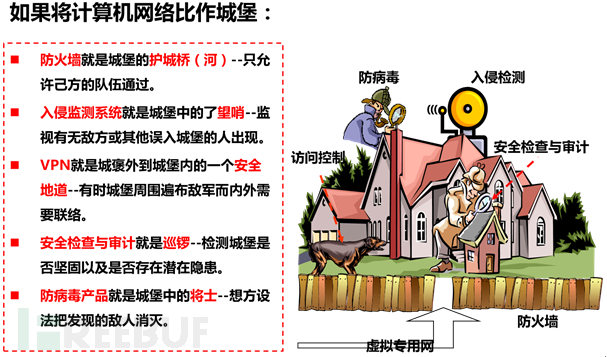 如果将计算机网络比作城堡：
防火墙就是城堡的护城桥（河）--只允
许己方的队伍通过。
入侵监测系统就是城堡中的了望哨--监
视有无敌方或其他误入城堡的人出现。
VPN就是城褒外到城堡内的一个安全
地道--有时城堡周围遍布敌军而内外需
要联络。
安全检查与审计就是巡锣--检测城堡是
否坚固以及是否存在潜在隐患。
防病毒产品就是城堡中的将士--想方设
法把发现的敌人消灭。
REEBUF
防病毒
入侵检测
安全检查与审计
访问控制
防火墙
虚拟专用网